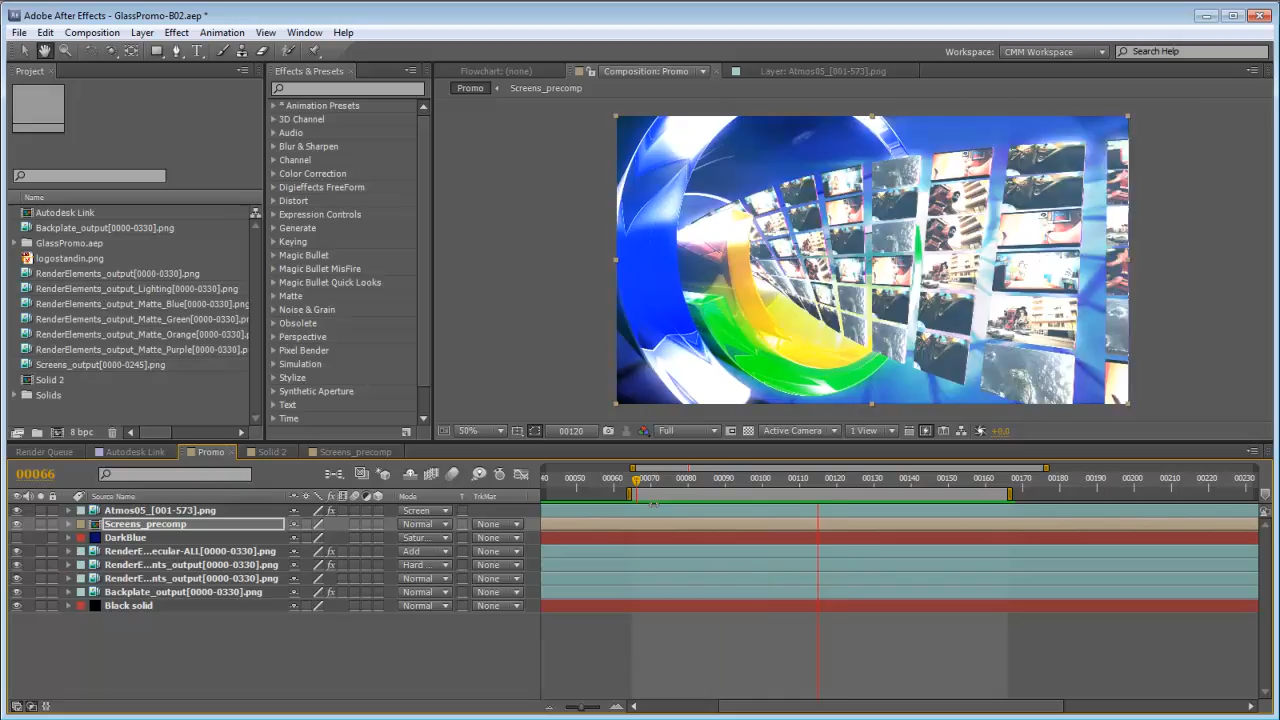 Adobe After Effects - GlassPromo-B02.aep *
File Edit Composition Layer Effect Animation View Window Help
Workspace: CMM Workspace Search Help
Project
Effects & Presets
Flowchart: (none) Composition: Promo Layer: Atmos05_[001-573].png
Promo Screens_precomp
* Animation Presets
3D Channel
Audio
Blur & Sharpen
Channel
Color Correction
Digieffects FreeForm
Distort
Expression Controls
Generate
Keying
Magic Bullet
Magic Bullet MisFire
Magic Bullet Quick Looks
Matte
Noise & Grain
Obsolete
Perspective
Pixel Bender
Simulation
Stylize
Synthetic Aperture
Text
Time
Name
Autodesk Link
Backplate_output[0000-0330].png
GlassPromo.aep
logostandin.png
RenderElements_output[0000-0330].png
RenderElements_output_Lighting[0000-0330].png
RenderElements_output_Matte_Blue[0000-0330].png
RenderElements_output_Matte_Green[0000-0330].png
RenderElements_output_Matte_Orange[0000-0330].png
RenderElements_output_Matte_Purple[0000-0330].p
Screens_output[0000-0245].png
Solid 2
Solids
8 bpc
50% 00120 Full Active Camera 1 View +0.0
Render Queue Autodesk Link Promo Solid 2 Screens_precomp
00066
40 00050 00060 00070 00080 00090 00100 00110 00120 00130 00140 00150 00160 00170 00180 00190 00200 00210 00220 00230
Source Name Mode T TrkMat
Atmos05_[001-573].png Screen
Screens_precomp Normal None
DarkBlue Satur... None
RenderE...ecular-ALL[0000-0330].png Add None
RenderE...nts_output[0000-0330].png Hard ... None
RenderE...nts_output[0000-0330].png Normal None
Backplate_output[0000-0330].png Normal None
Black solid Normal None